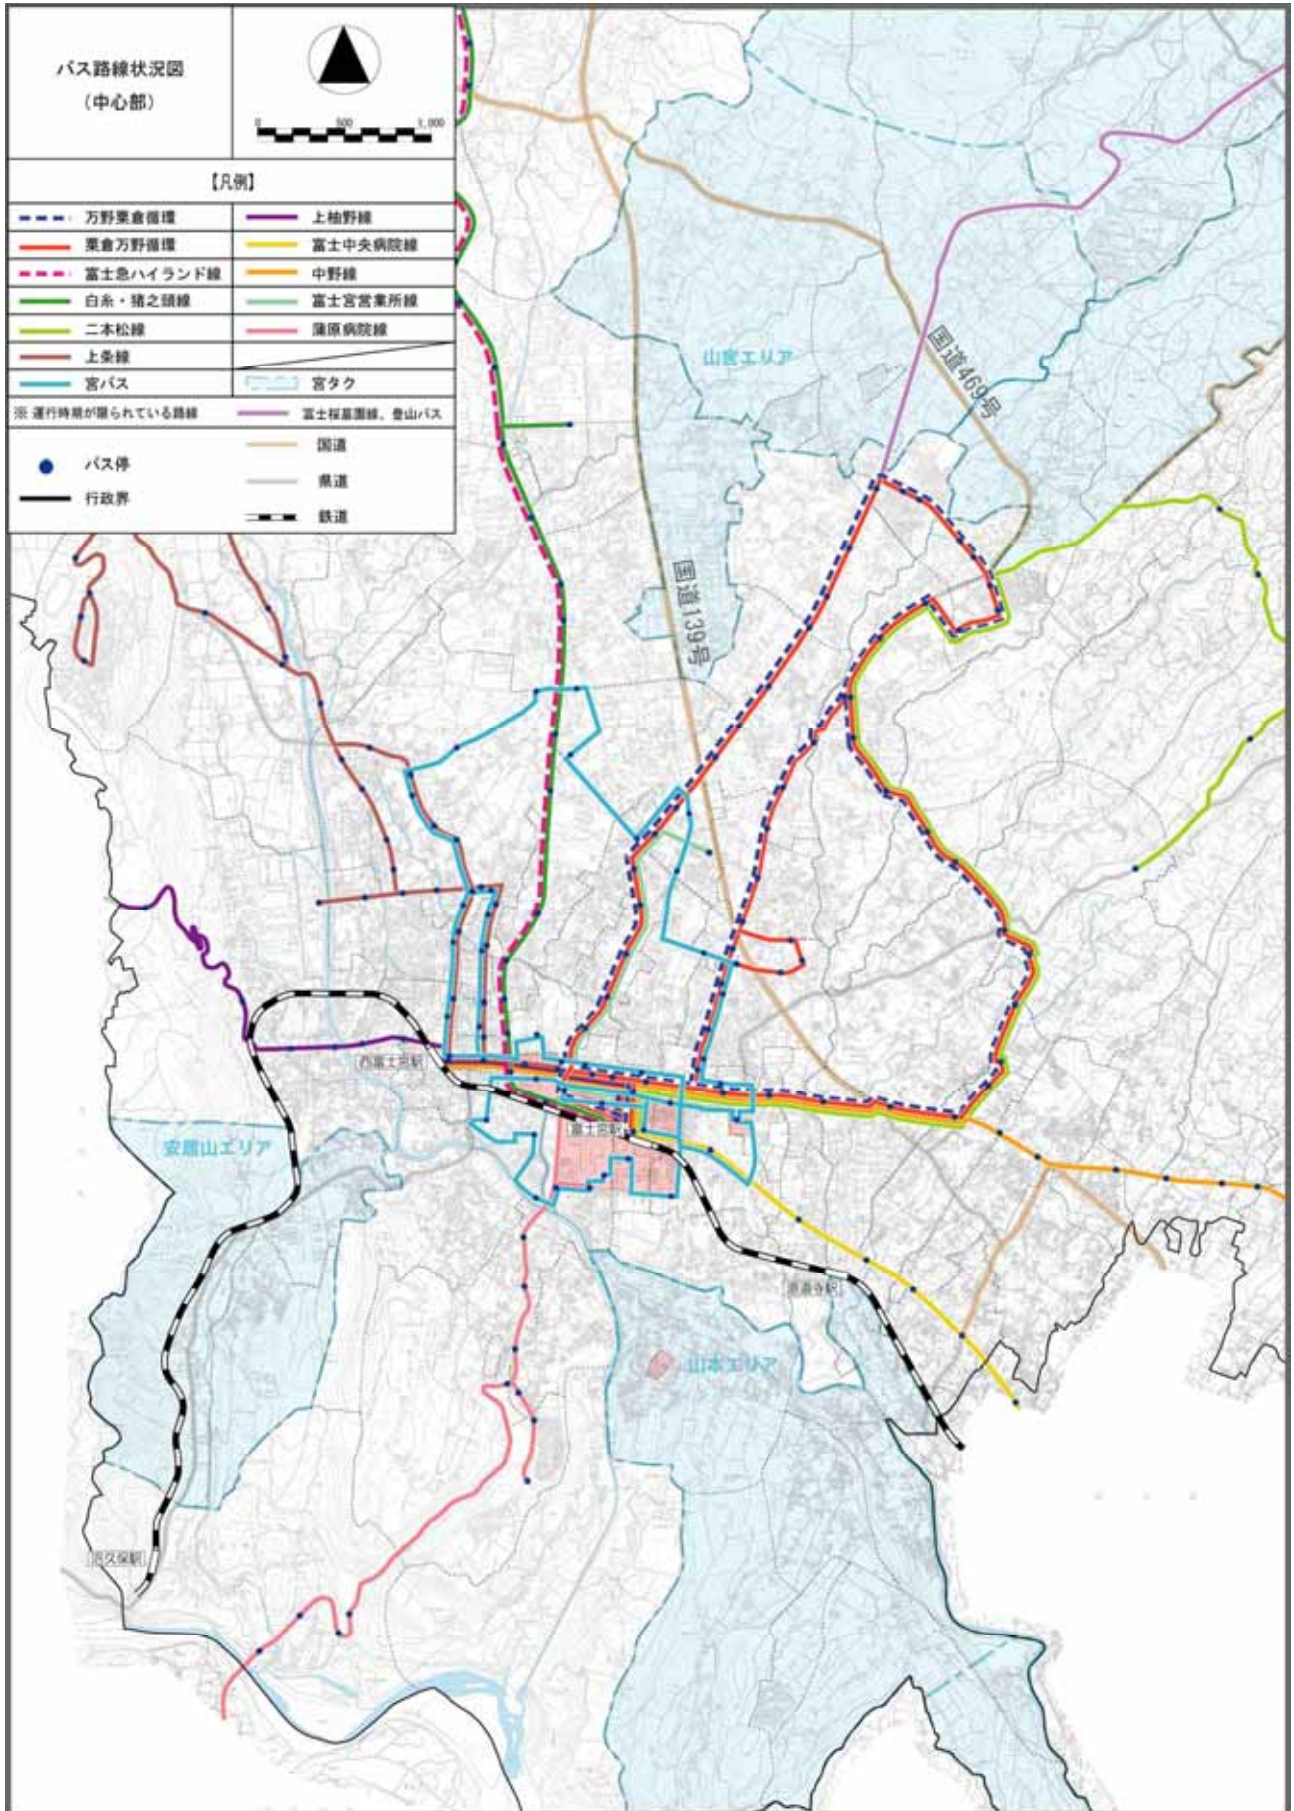 バス路線状況図
（中心部）
0 500 1,000
【凡例】
万野粟倉循環
上柚野線
粟倉万野循環
富士中央病院線
富士急ハイランド線
中野線
白糸・猪之頭線
富士宮営業所線
二本松線
蒲原病院線
上条線
宮バス
宮タク
※ 運行時期が限られている路線
富士桜墓園線、登山バス
バス停
国道
県道
行政界
鉄道
山宮エリア
国道469号
国道139号
西富士宮駅
富士宮駅
安居山エリア
源道寺駅
山本エリア
沼久保駅